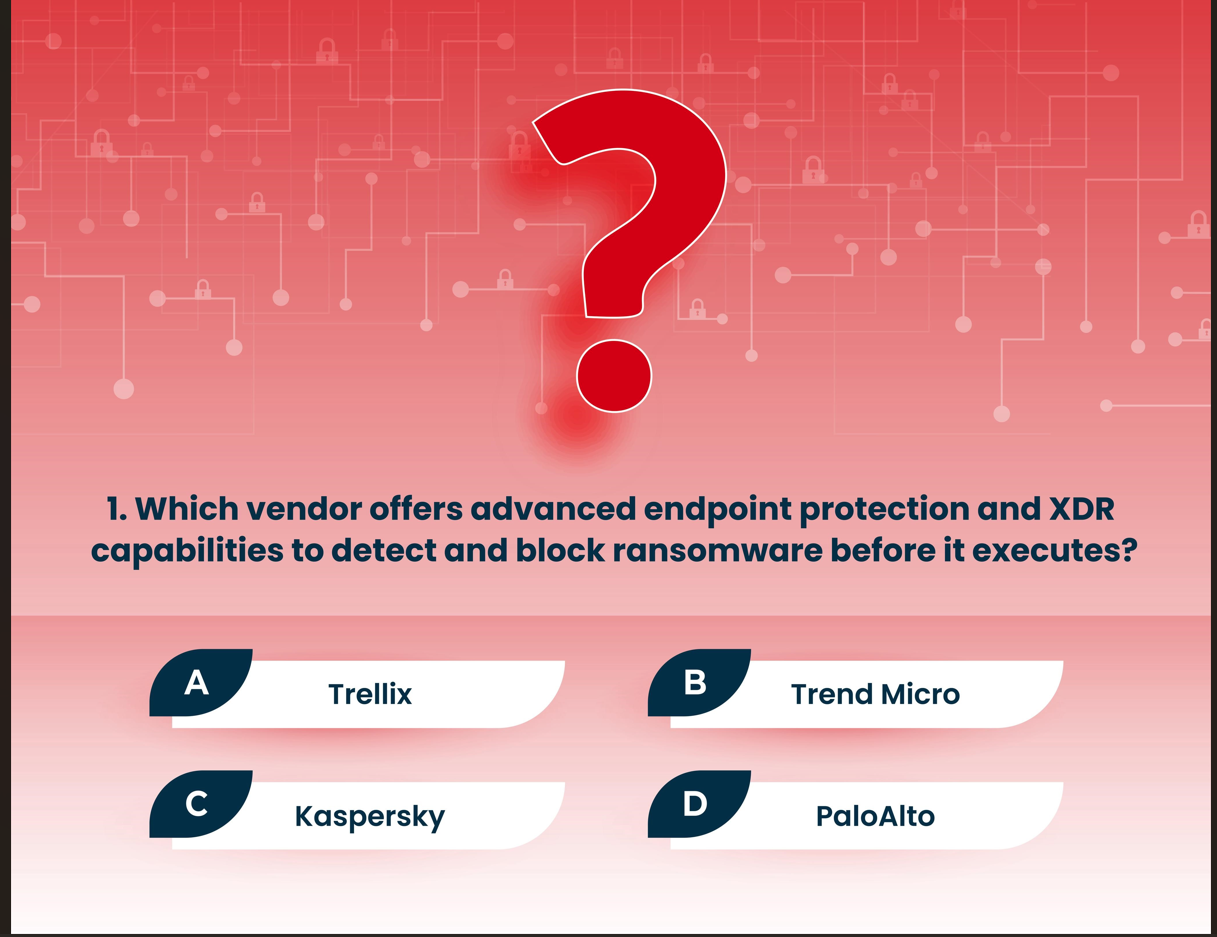 ?
1. Which vendor offers advanced endpoint protection and XDR
capabilities to detect and block ransomware before it executes?
A Trellix
B Trend Micro
C Kaspersky
D PaloAlto